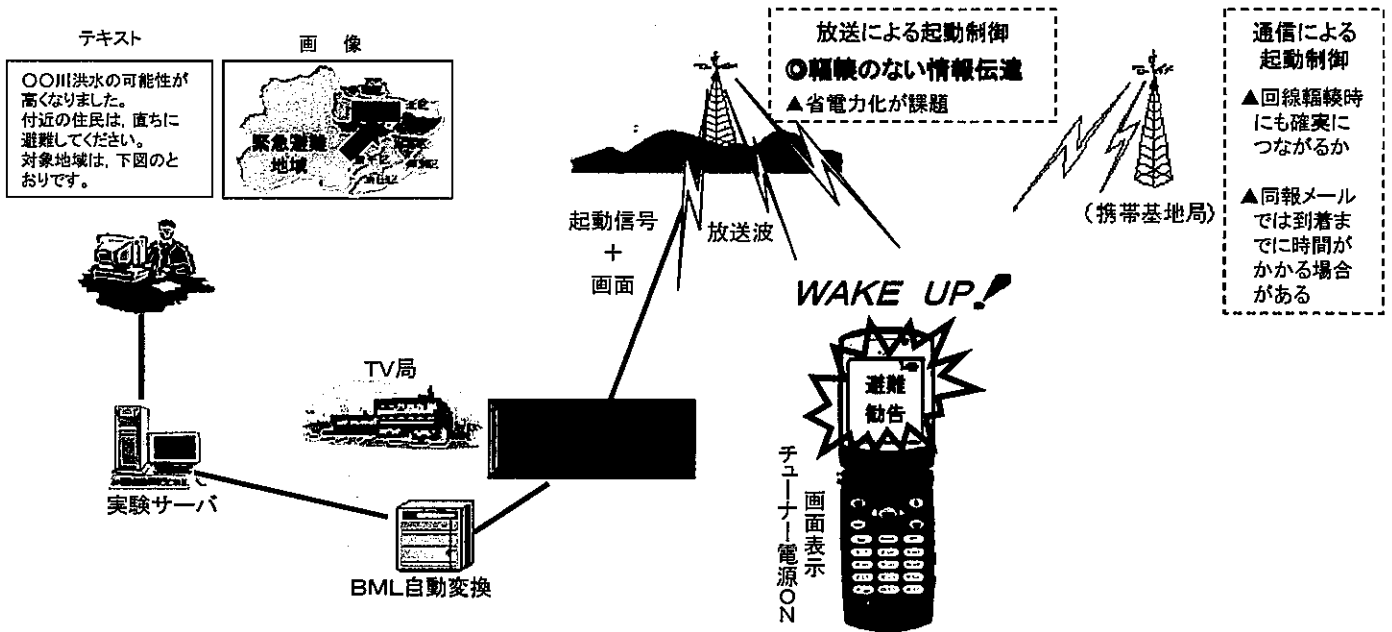 テキスト
〇〇川洪水の可能性が
高くなりました。
付近の住民は，直ちに
避難してください。
対象地域は，下図のと
おりです。
画　像
緊急避難
地域
放送による起動制御
◎輻輳のない情報伝達
▲省電力化が課題
通信による
起動制御
▲回線輻輳時
にも確実に
つながるか
▲同報メール
では到着ま
でに時間が
かかる場合
がある
(携帯基地局)
起動信号
＋
画面
放送波
WAKE UP!
避難
勧告
TV局
実験サーバ
BML自動変換
画面表示
チューナー電源ON